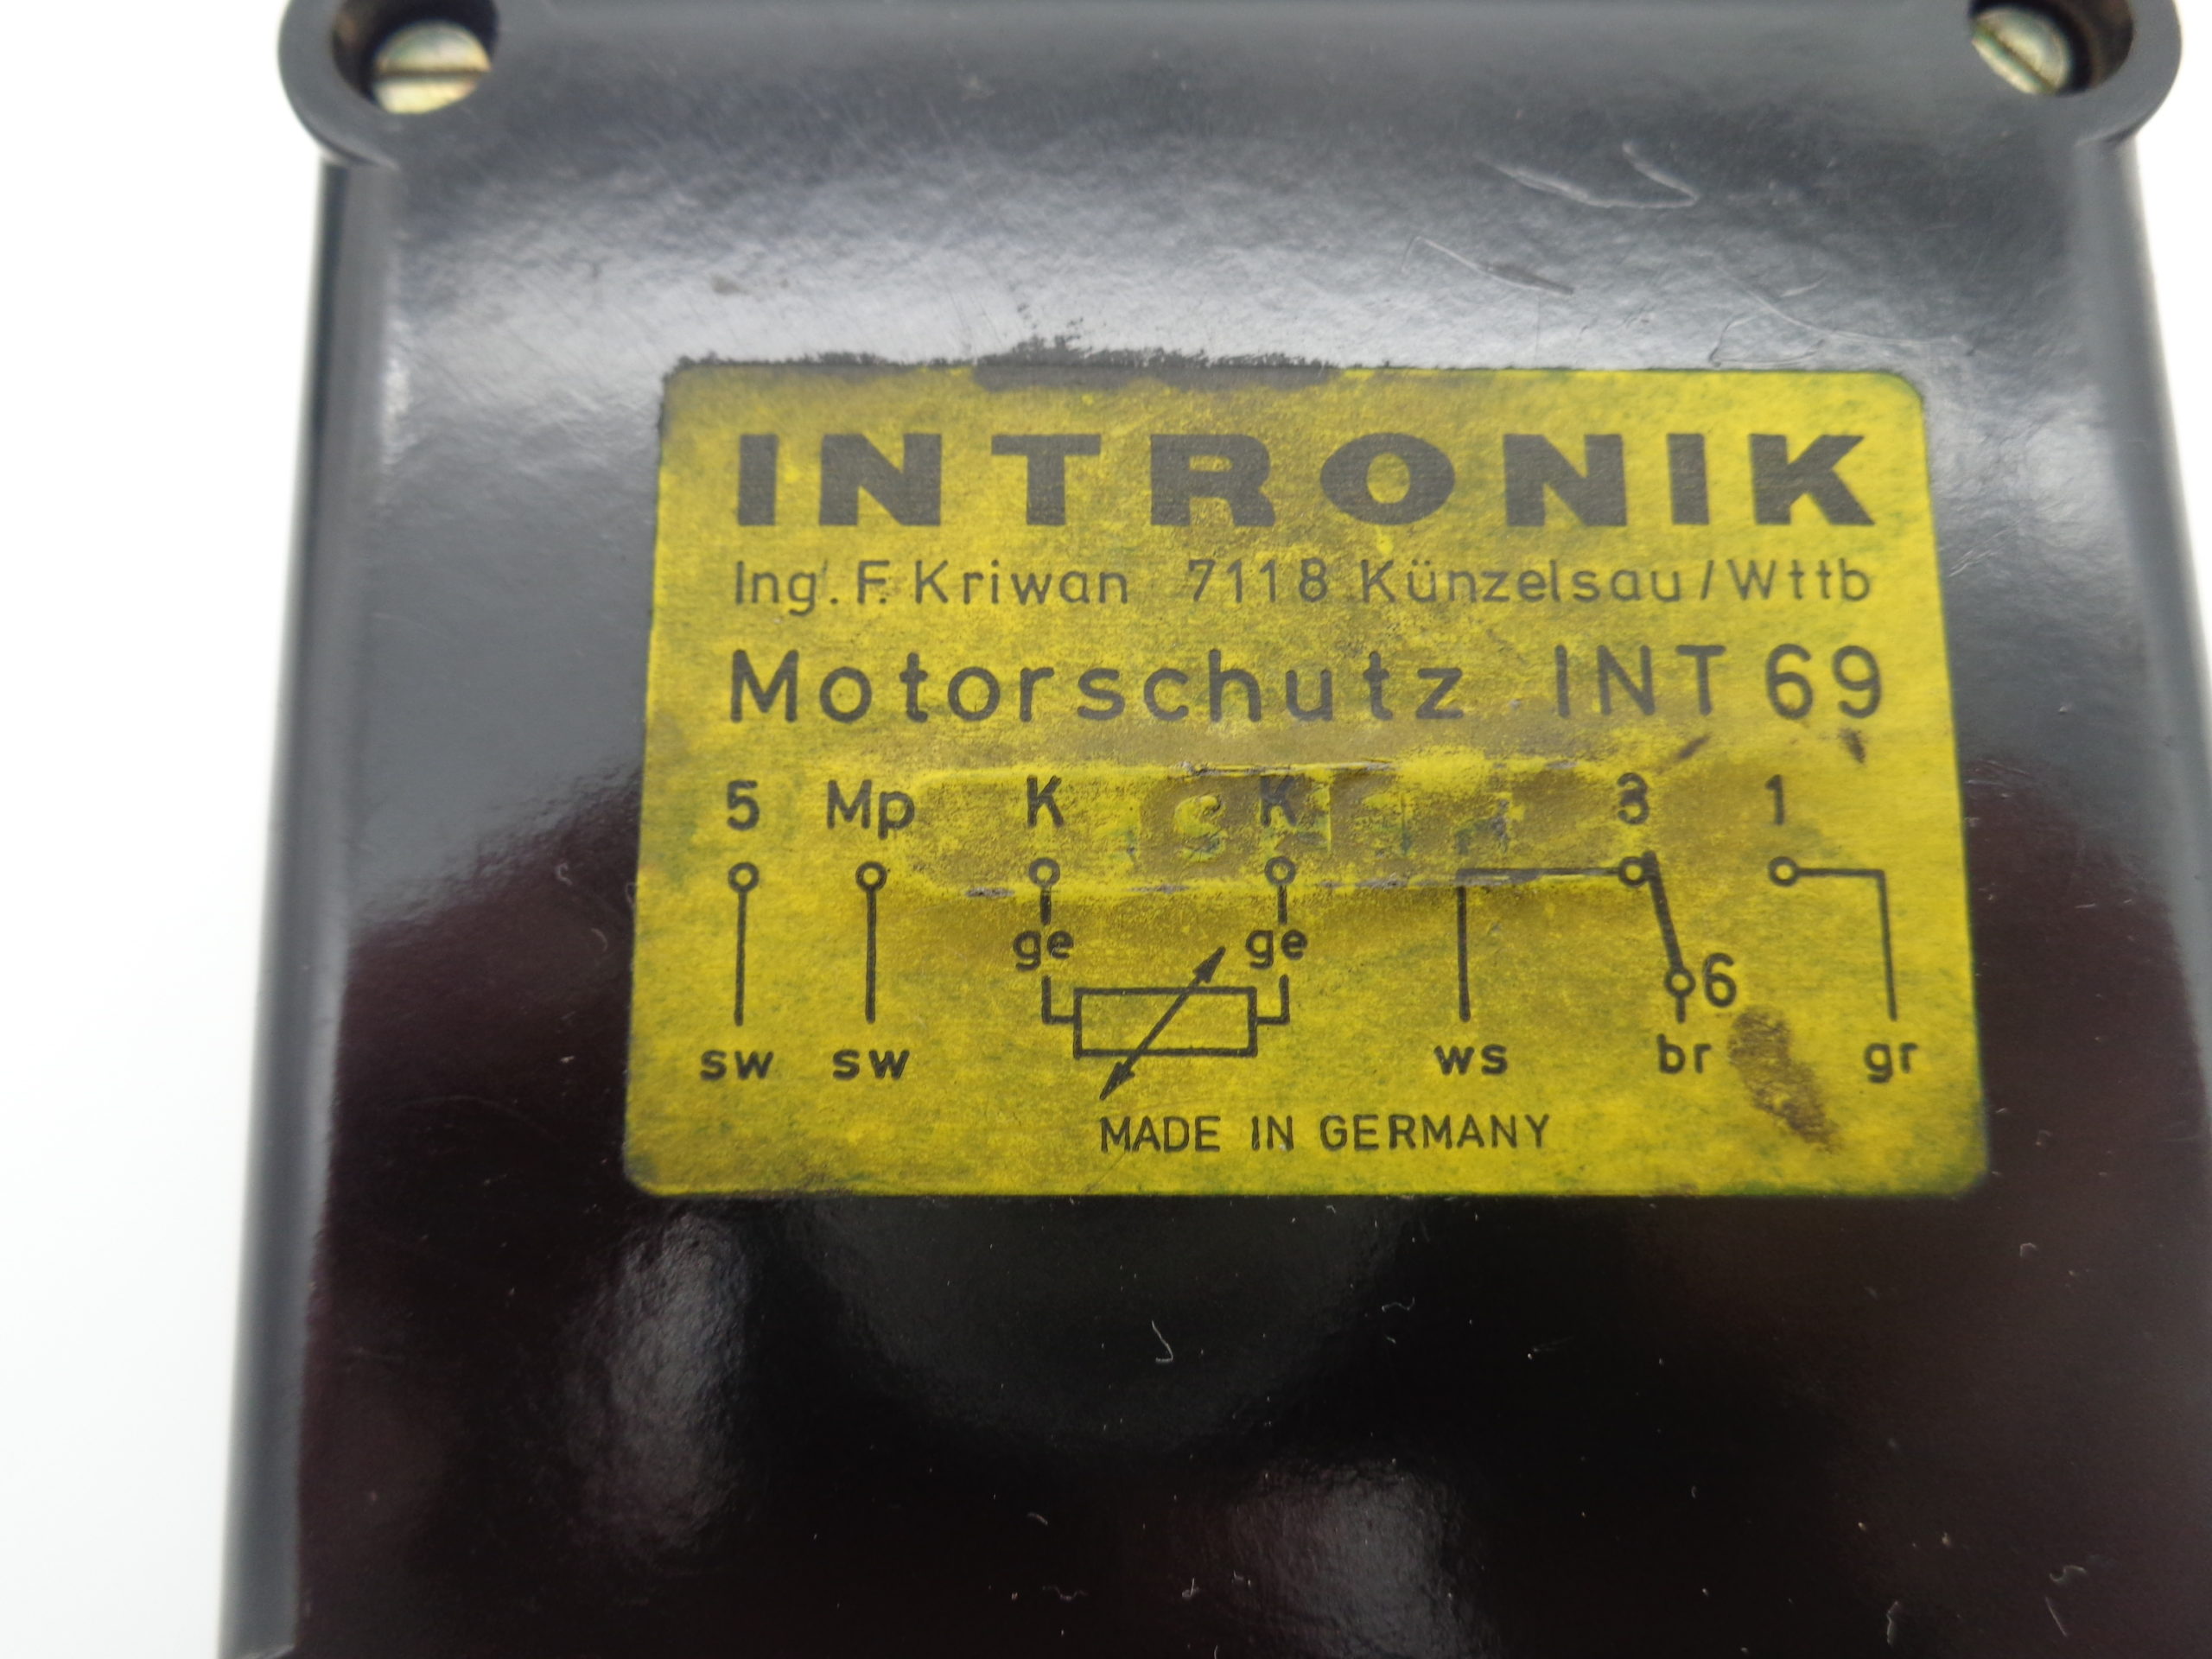 INTRONIK
Ing. F. Kriwan 7118 Künzelsau/Wttb
Motorschutz INT 69
5 Mp K K 3 1
ge ge
6
sw sw ws br gr
MADE IN GERMANY